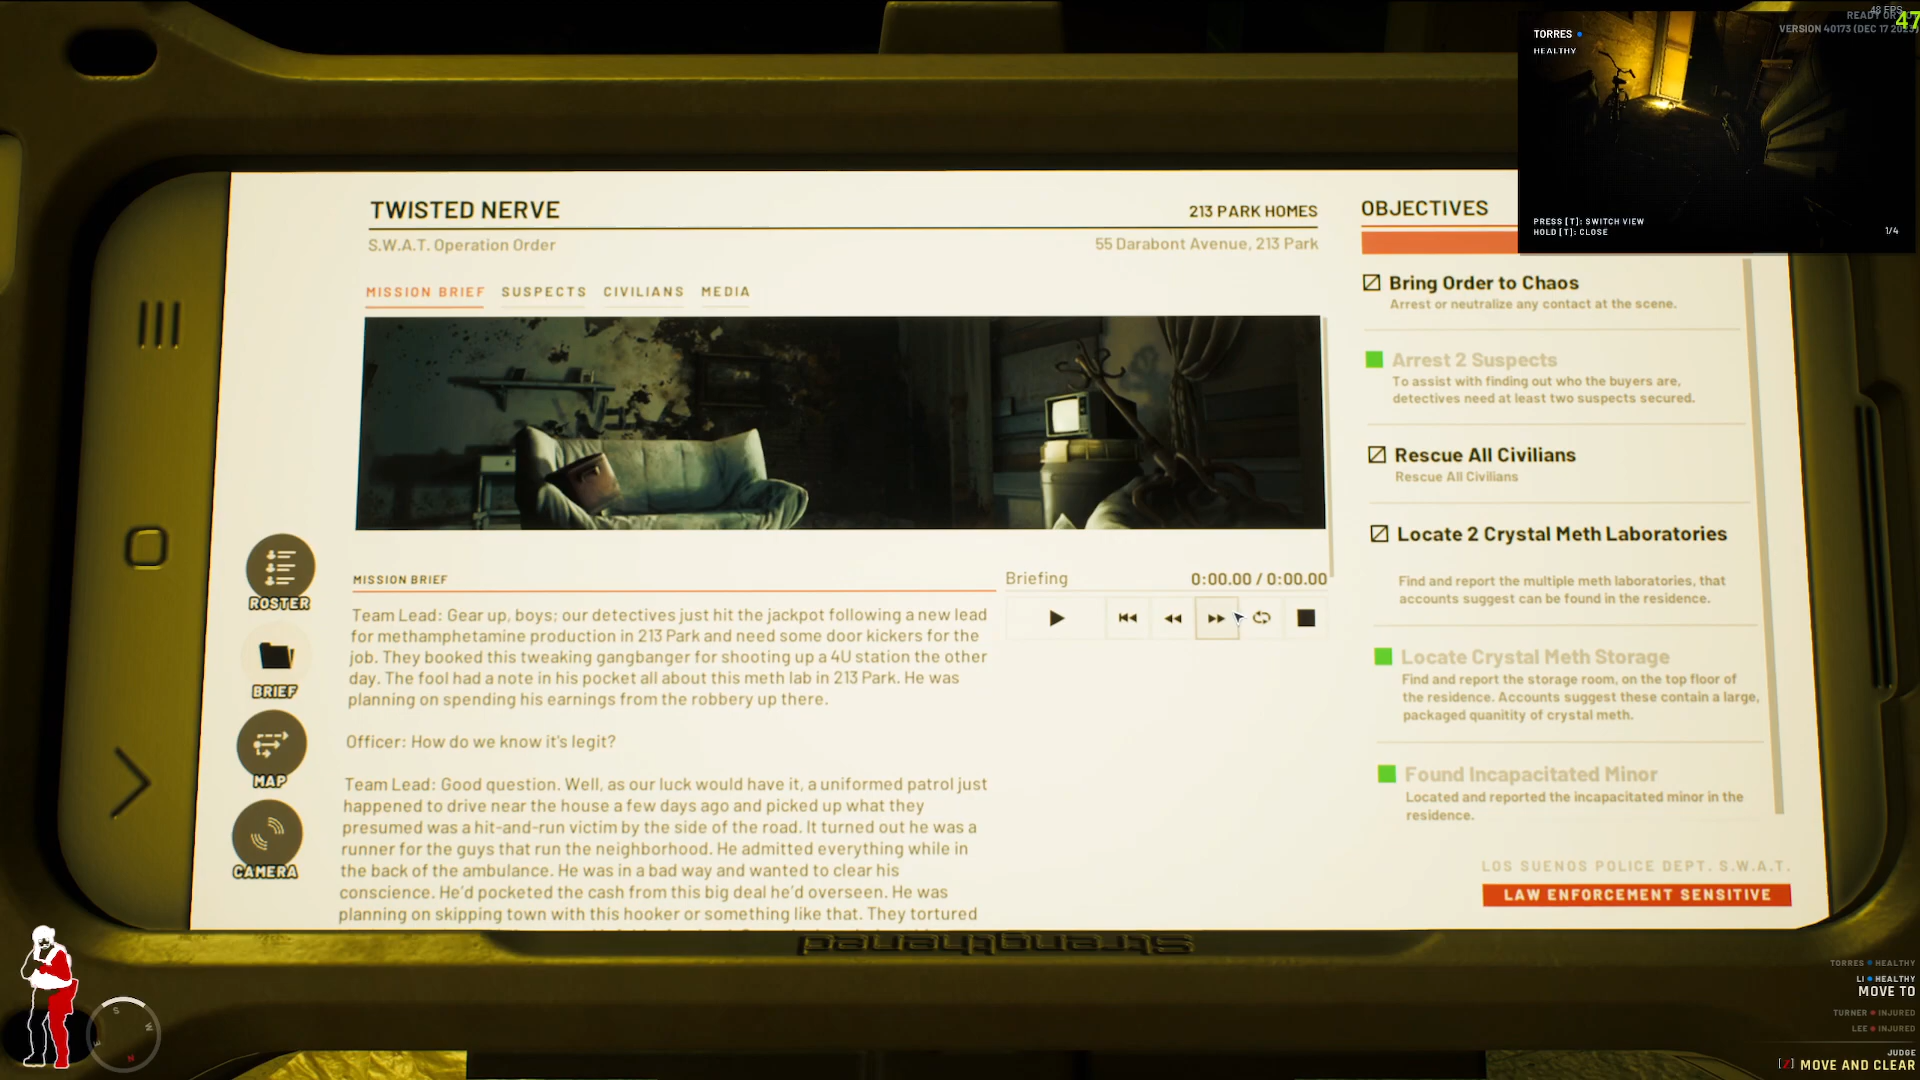 48 FPS
47
TORRES
HEALTHY
VERSION 40173 (DEC 17 2023)
PRESS [T]: SWITCH VIEW
HOLD [T]: CLOSE
1/4
TWISTED NERVE
213 PARK HOMES
S.W.A.T. Operation Order
55 Darabont Avenue, 213 Park
MISSION BRIEF
SUSPECTS
CIVILIANS
MEDIA
MISSION BRIEF
Briefing
0:00.00 / 0:00.00
Team Lead: Gear up, boys; our detectives just hit the jackpot following a new lead
for methamphetamine production in 213 Park and need some door kickers for the
job. They booked this tweaking gangbanger for shooting up a 4U station the other
day. The fool had a note in his pocket all about this meth lab in 213 Park. He was
planning on spending his earnings from the robbery up there.
Officer: How do we know it's legit?
Team Lead: Good question. Well, as our luck would have it, a uniformed patrol just
happened to drive near the house a few days ago and picked up what they
presumed was a hit-and-run victim by the side of the road. It turned out he was a
runner for the guys that run the neighborhood. He admitted everything while in
the back of the ambulance. He was in a bad way and wanted to clear his
conscience. He'd pocketed the cash from this big deal he'd overseen. He was
planning on skipping town with this hooker or something like that. They tortured
ROSTER
BRIEF
MAP
CAMERA
OBJECTIVES
Bring Order to Chaos
Arrest or neutralize any contact at the scene.
Arrest 2 Suspects
To assist with finding out who the buyers are,
detectives need at least two suspects secured.
Rescue All Civilians
Rescue All Civilians
Locate 2 Crystal Meth Laboratories
Find and report the multiple meth laboratories, that
accounts suggest can be found in the residence.
Locate Crystal Meth Storage
Find and report the storage room, on the top floor of
the residence. Accounts suggest these contain a large,
packaged quanitity of crystal meth.
Found Incapacitated Minor
Located and reported the incapacitated minor in the
residence.
LOS SUENOS POLICE DEPT. S.W.A.T.
LAW ENFORCEMENT SENSITIVE
Strengthened
S
W
N
TORRES HEALTHY
LI HEALTHY
MOVE TO
TURNER INJURED
LEE INJURED
JUDGE
[Z] MOVE AND CLEAR